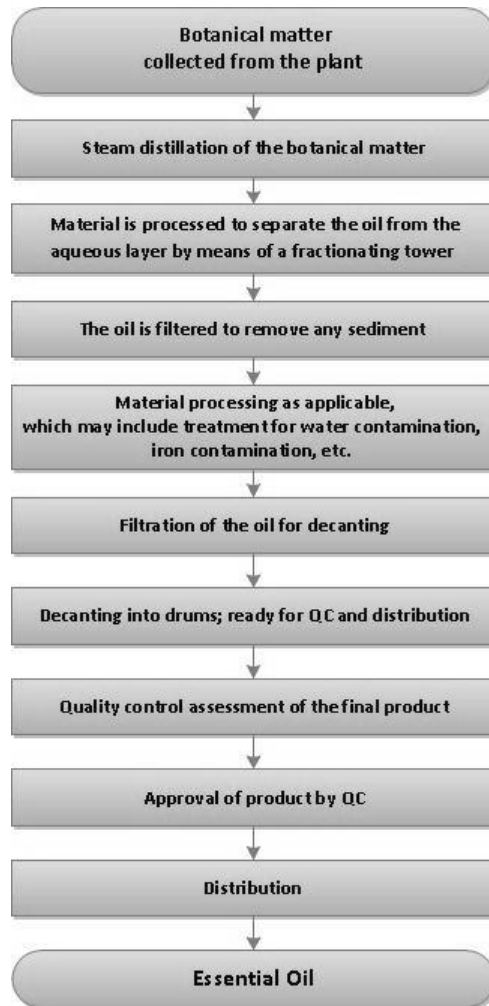 Botanical matter
collected from the plant
Steam distillation of the botanical matter
Material is processed to separate the oil from the
aqueous layer by means of a fractionating tower
The oil is filtered to remove any sediment
Material processing as applicable,
which may include treatment for water contamination,
iron contamination, etc.
Filtration of the oil for decanting
Decanting into drums; ready for QC and distribution
Quality control assessment of the final product
Approval of product by QC
Distribution
Essential Oil